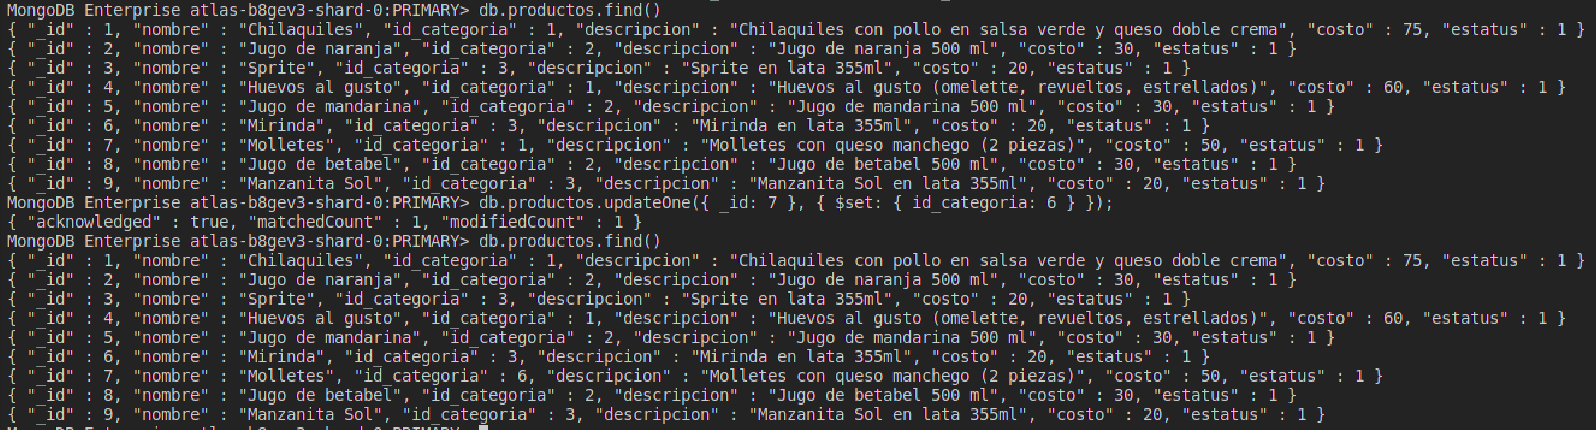 MongoDB Enterprise atlas-b8gev3-shard-0:PRIMARY> db.productos.find()
{ "_id" : 1, "nombre" : "Chilaquiles", "id_categoria" : 1, "descripcion" : "Chilaquiles con pollo en salsa verde y queso doble crema", "costo" : 75, "estatus" : 1 }
{ "_id" : 2, "nombre" : "Jugo de naranja", "id_categoria" : 2, "descripcion" : "Jugo de naranja 500 ml", "costo" : 30, "estatus" : 1 }
{ "_id" : 3, "nombre" : "Sprite", "id_categoria" : 3, "descripcion" : "Sprite en lata 355ml", "costo" : 20, "estatus" : 1 }
{ "_id" : 4, "nombre" : "Huevos al gusto", "id_categoria" : 1, "descripcion" : "Huevos al gusto (omelette, revueltos, estrellados)", "costo" : 60, "estatus" : 1 }
{ "_id" : 5, "nombre" : "Jugo de mandarina", "id_categoria" : 2, "descripcion" : "Jugo de mandarina 500 ml", "costo" : 30, "estatus" : 1 }
{ "_id" : 6, "nombre" : "Mirinda", "id_categoria" : 3, "descripcion" : "Mirinda en lata 355ml", "costo" : 20, "estatus" : 1 }
{ "_id" : 7, "nombre" : "Molletes", "id_categoria" : 1, "descripcion" : "Molletes con queso manchego (2 piezas)", "costo" : 50, "estatus" : 1 }
{ "_id" : 8, "nombre" : "Jugo de betabel", "id_categoria" : 2, "descripcion" : "Jugo de betabel 500 ml", "costo" : 30, "estatus" : 1 }
{ "_id" : 9, "nombre" : "Manzanita Sol", "id_categoria" : 3, "descripcion" : "Manzanita Sol en lata 355ml", "costo" : 20, "estatus" : 1 }
MongoDB Enterprise atlas-b8gev3-shard-0:PRIMARY> db.productos.updateOne({ _id: 7 }, { $set: { id_categoria: 6 } });
{ "acknowledged" : true, "matchedCount" : 1, "modifiedCount" : 1 }
MongoDB Enterprise atlas-b8gev3-shard-0:PRIMARY> db.productos.find()
{ "_id" : 1, "nombre" : "Chilaquiles", "id_categoria" : 1, "descripcion" : "Chilaquiles con pollo en salsa verde y queso doble crema", "costo" : 75, "estatus" : 1 }
{ "_id" : 2, "nombre" : "Jugo de naranja", "id_categoria" : 2, "descripcion" : "Jugo de naranja 500 ml", "costo" : 30, "estatus" : 1 }
{ "_id" : 3, "nombre" : "Sprite", "id_categoria" : 3, "descripcion" : "Sprite en lata 355ml", "costo" : 20, "estatus" : 1 }
{ "_id" : 4, "nombre" : "Huevos al gusto", "id_categoria" : 1, "descripcion" : "Huevos al gusto (omelette, revueltos, estrellados)", "costo" : 60, "estatus" : 1 }
{ "_id" : 5, "nombre" : "Jugo de mandarina", "id_categoria" : 2, "descripcion" : "Jugo de mandarina 500 ml", "costo" : 30, "estatus" : 1 }
{ "_id" : 6, "nombre" : "Mirinda", "id_categoria" : 3, "descripcion" : "Mirinda en lata 355ml", "costo" : 20, "estatus" : 1 }
{ "_id" : 7, "nombre" : "Molletes", "id_categoria" : 6, "descripcion" : "Molletes con queso manchego (2 piezas)", "costo" : 50, "estatus" : 1 }
{ "_id" : 8, "nombre" : "Jugo de betabel", "id_categoria" : 2, "descripcion" : "Jugo de betabel 500 ml", "costo" : 30, "estatus" : 1 }
{ "_id" : 9, "nombre" : "Manzanita Sol", "id_categoria" : 3, "descripcion" : "Manzanita Sol en lata 355ml", "costo" : 20, "estatus" : 1 }